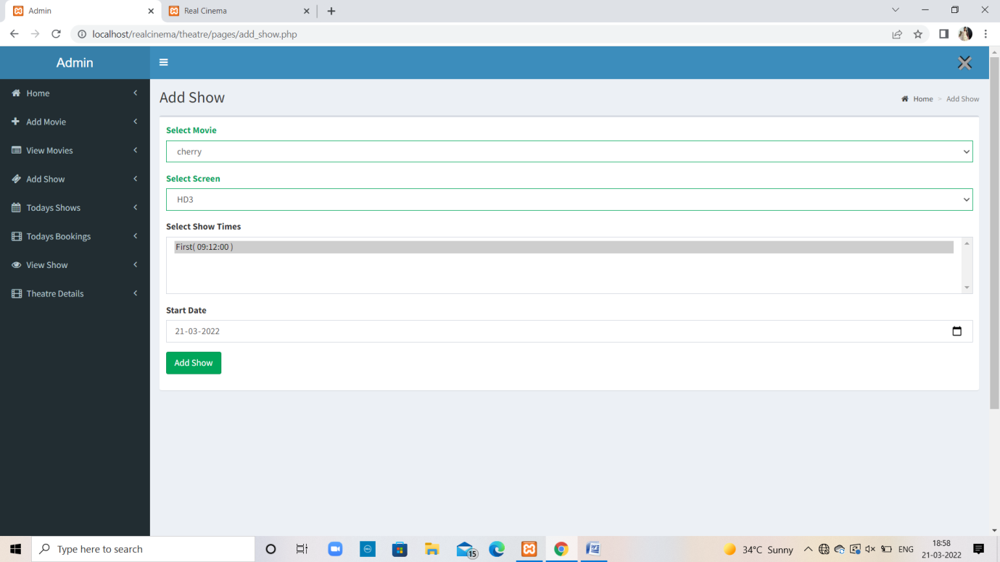 Admin
Real Cinema
localhost/realcinema/theatre/pages/add_show.php
Admin
Home
Add Movie
View Movies
Add Show
Todays Shows
Todays Bookings
View Show
Theatre Details
Add Show
Home > Add Show
Select Movie
cherry
Select Screen
HD3
Select Show Times
First( 09:12:00 )
Start Date
21-03-2022
Add Show
Type here to search
15
34°C Sunny
ENG
18:58
21-03-2022